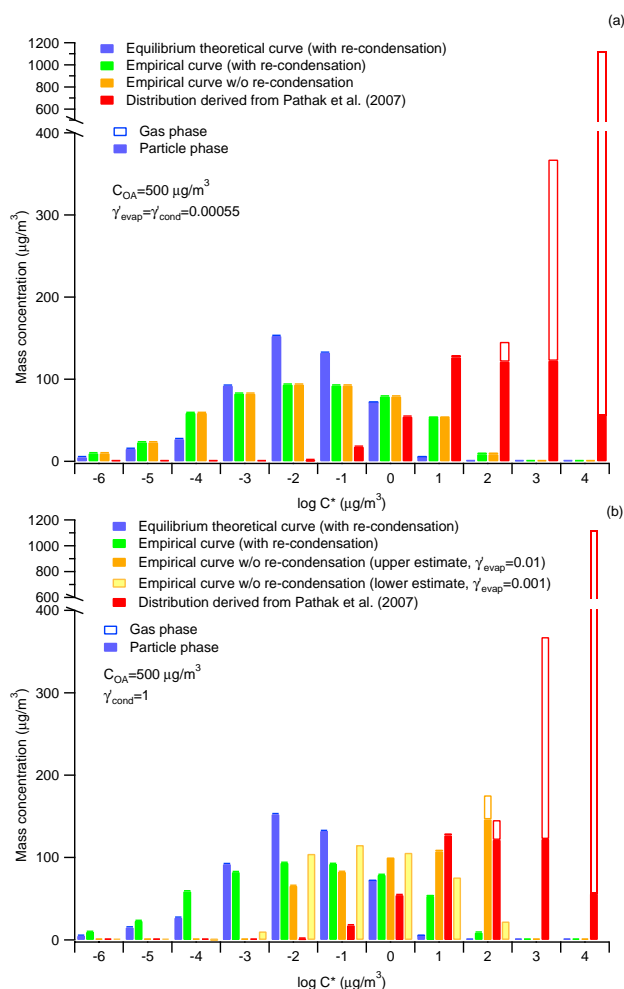 (a)
1200
1000
800
600
400
300
200
100
0
Mass concentration (μg/m³)
Equilibrium theoretical curve (with re-condensation)
Empirical curve (with re-condensation)
Empirical curve w/o re-condensation
Distribution derived from Pathak et al. (2007)
Gas phase
Particle phase
C_OA=500 μg/m³
γ'evap=γ'cond=0.00055
-6 -5 -4 -3 -2 -1 0 1 2 3 4
log C* (μg/m³)
(b)
1200
1000
800
600
400
300
200
100
0
Mass concentration (μg/m³)
Equilibrium theoretical curve (with re-condensation)
Empirical curve (with re-condensation)
Empirical curve w/o re-condensation (upper estimate, γ'evap=0.01)
Empirical curve w/o re-condensation (lower estimate, γ'evap=0.001)
Distribution derived from Pathak et al. (2007)
Gas phase
Particle phase
C_OA=500 μg/m³
γ'cond=1
-6 -5 -4 -3 -2 -1 0 1 2 3 4
log C* (μg/m³)